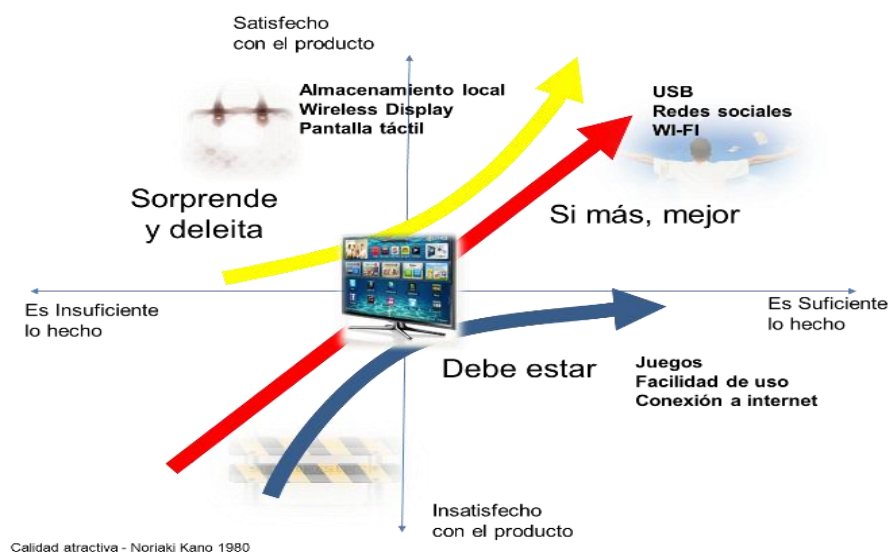 Satisfecho
con el producto
Almacenamiento local
Wireless Display
Pantalla táctil
USB
Redes sociales
WI-FI
Sorprende
y deleita
Si más, mejor
Es Insuficiente
lo hecho
Es Suficiente
lo hecho
Debe estar
Juegos
Facilidad de uso
Conexión a internet
Insatisfecho
con el producto
Calidad atractiva - Noriaki Kano 1980